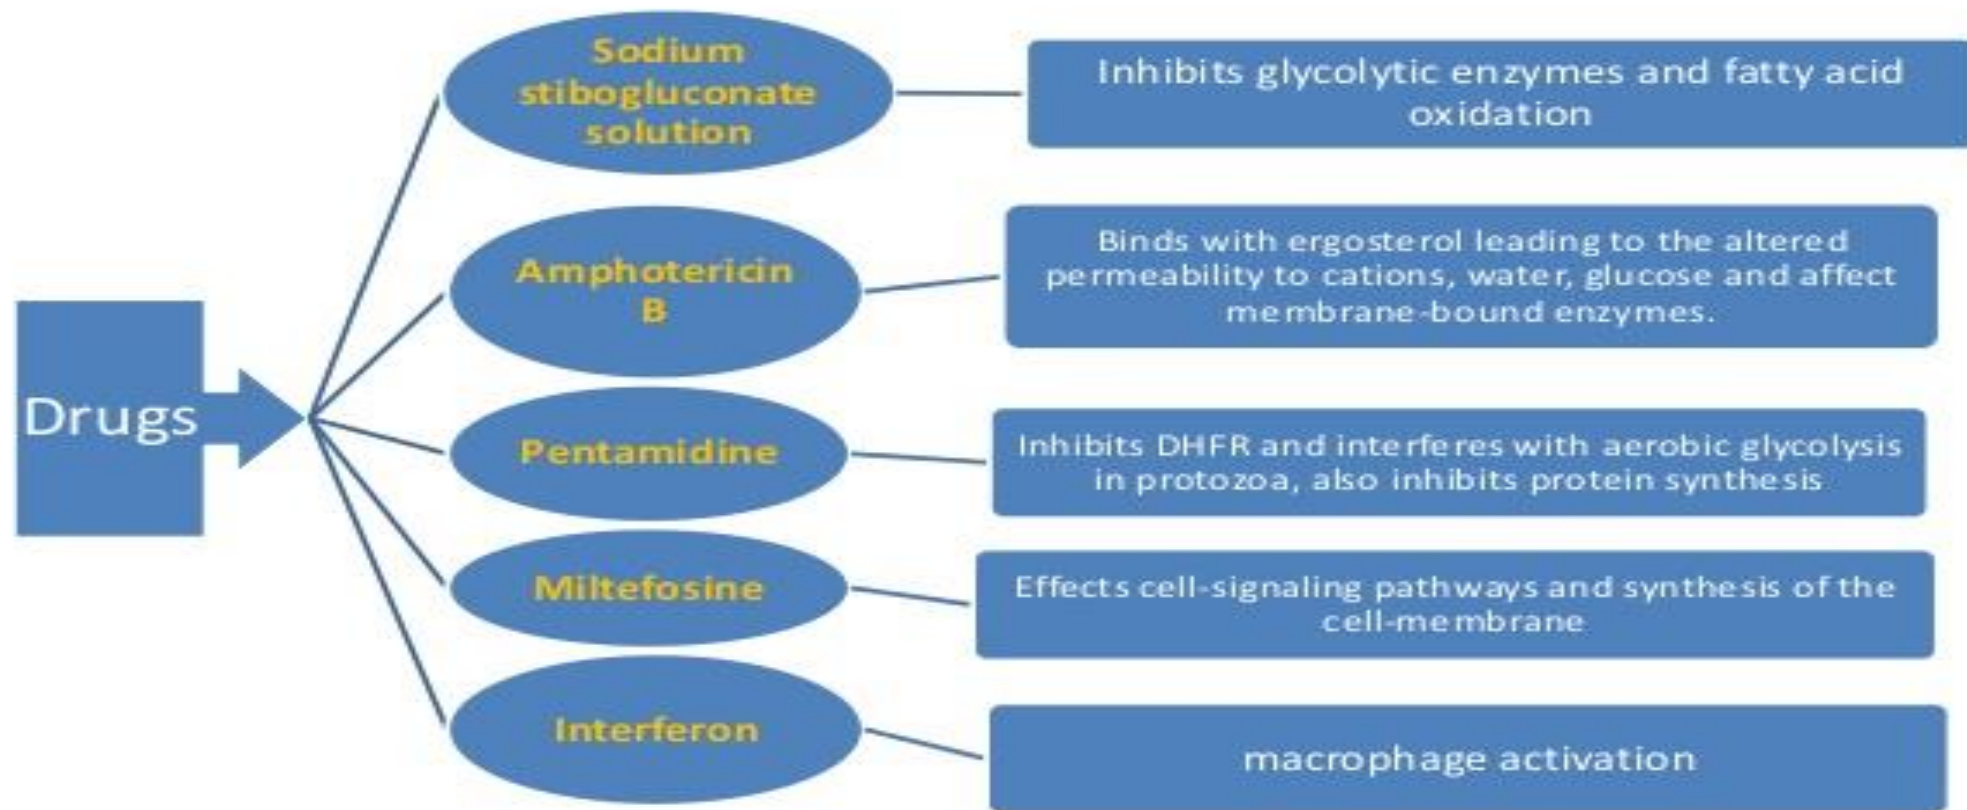 Drugs
Sodium
stibogluconate
solution
Inhibits glycolytic enzymes and fatty acid
oxidation
Amphotericin
B
Binds with ergosterol leading to the altered
permeability to cations, water, glucose and affect
membrane-bound enzymes.
Pentamidine
Inhibits DHFR and interferes with aerobic glycolysis
in protozoa, also inhibits protein synthesis
Miltefosine
Effects cell-signaling pathways and synthesis of the
cell-membrane
Interferon
macrophage activation